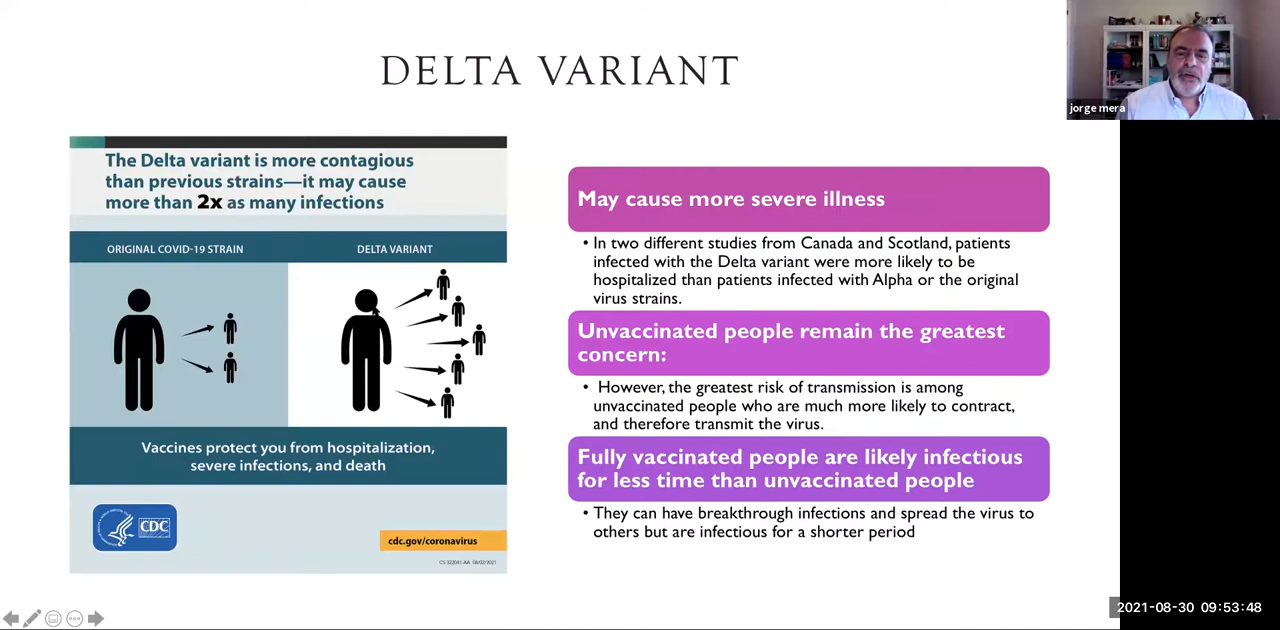 DELTA VARIANT
jorge mera
The Delta variant is more contagious
than previous strains—it may cause
more than 2x as many infections
ORIGINAL COVID-19 STRAIN
DELTA VARIANT
Vaccines protect you from hospitalization,
severe infections, and death
CDC
cdc.gov/coronavirus
May cause more severe illness
• In two different studies from Canada and Scotland, patients
infected with the Delta variant were more likely to be
hospitalized than patients infected with Alpha or the original
virus strains.
Unvaccinated people remain the greatest
concern:
• However, the greatest risk of transmission is among
unvaccinated people who are much more likely to contract,
and therefore transmit the virus.
Fully vaccinated people are likely infectious
for less time than unvaccinated people
• They can have breakthrough infections and spread the virus to
others but are infectious for a shorter period
2021-08-30 09:53:48